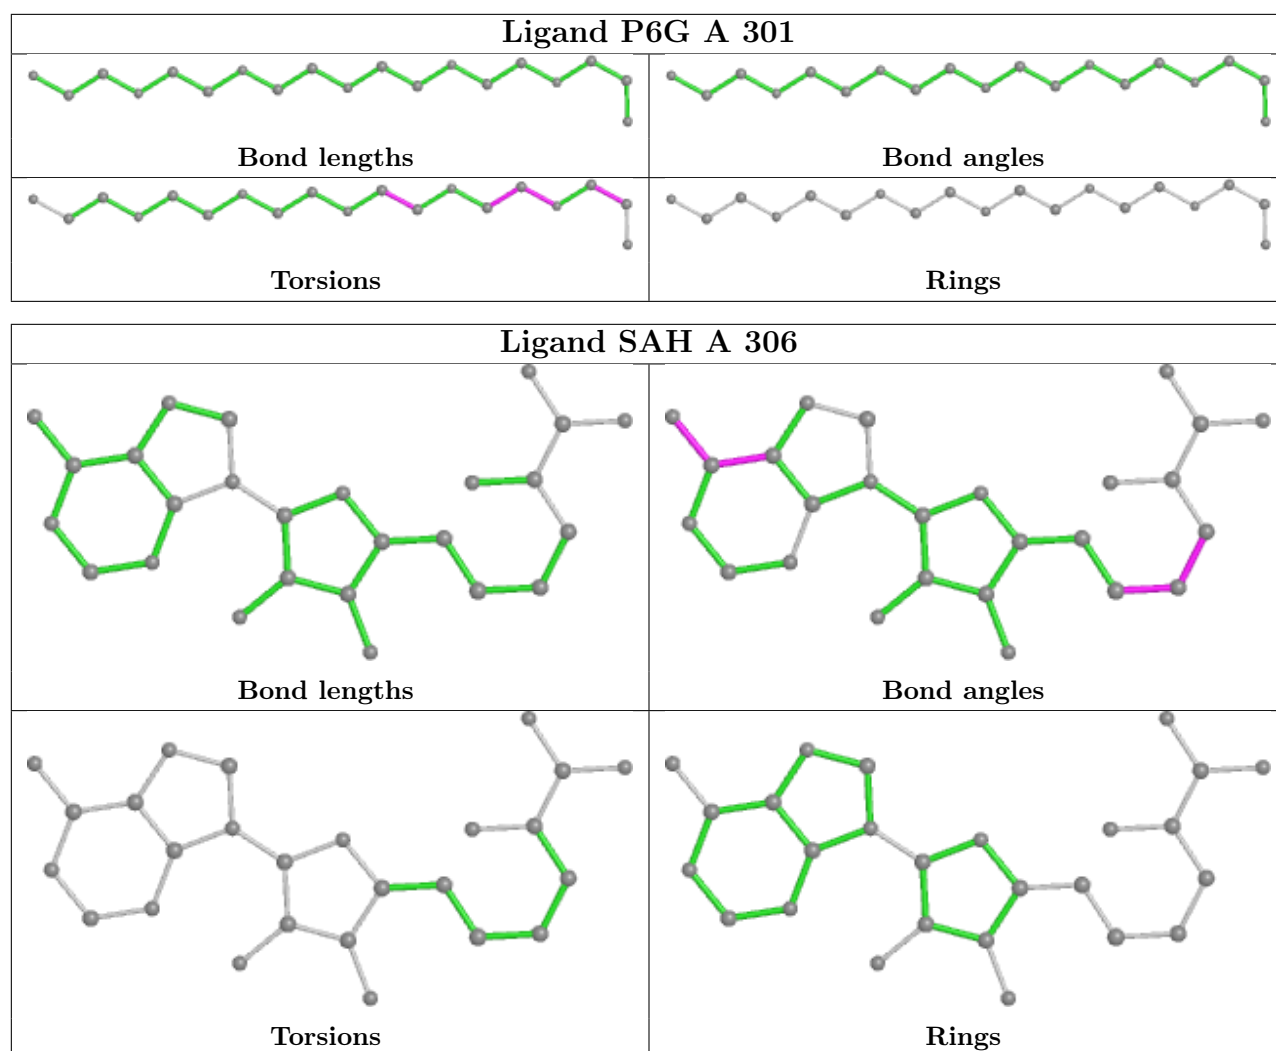 Ligand P6G A 301
Bond lengths
Bond angles
Torsions
Rings
Ligand SAH A 306
Bond lengths
Bond angles
Torsions
Rings